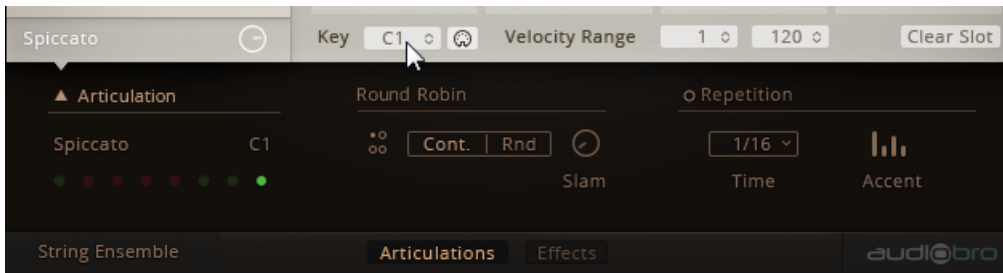 Spiccato Key C1 Velocity Range 1 120 Clear Slot
Articulation Round Robin Repetition
Spiccato C1 Cont. | Rnd 1/16
Slam Time Accent
String Ensemble Articulations Effects audiobro